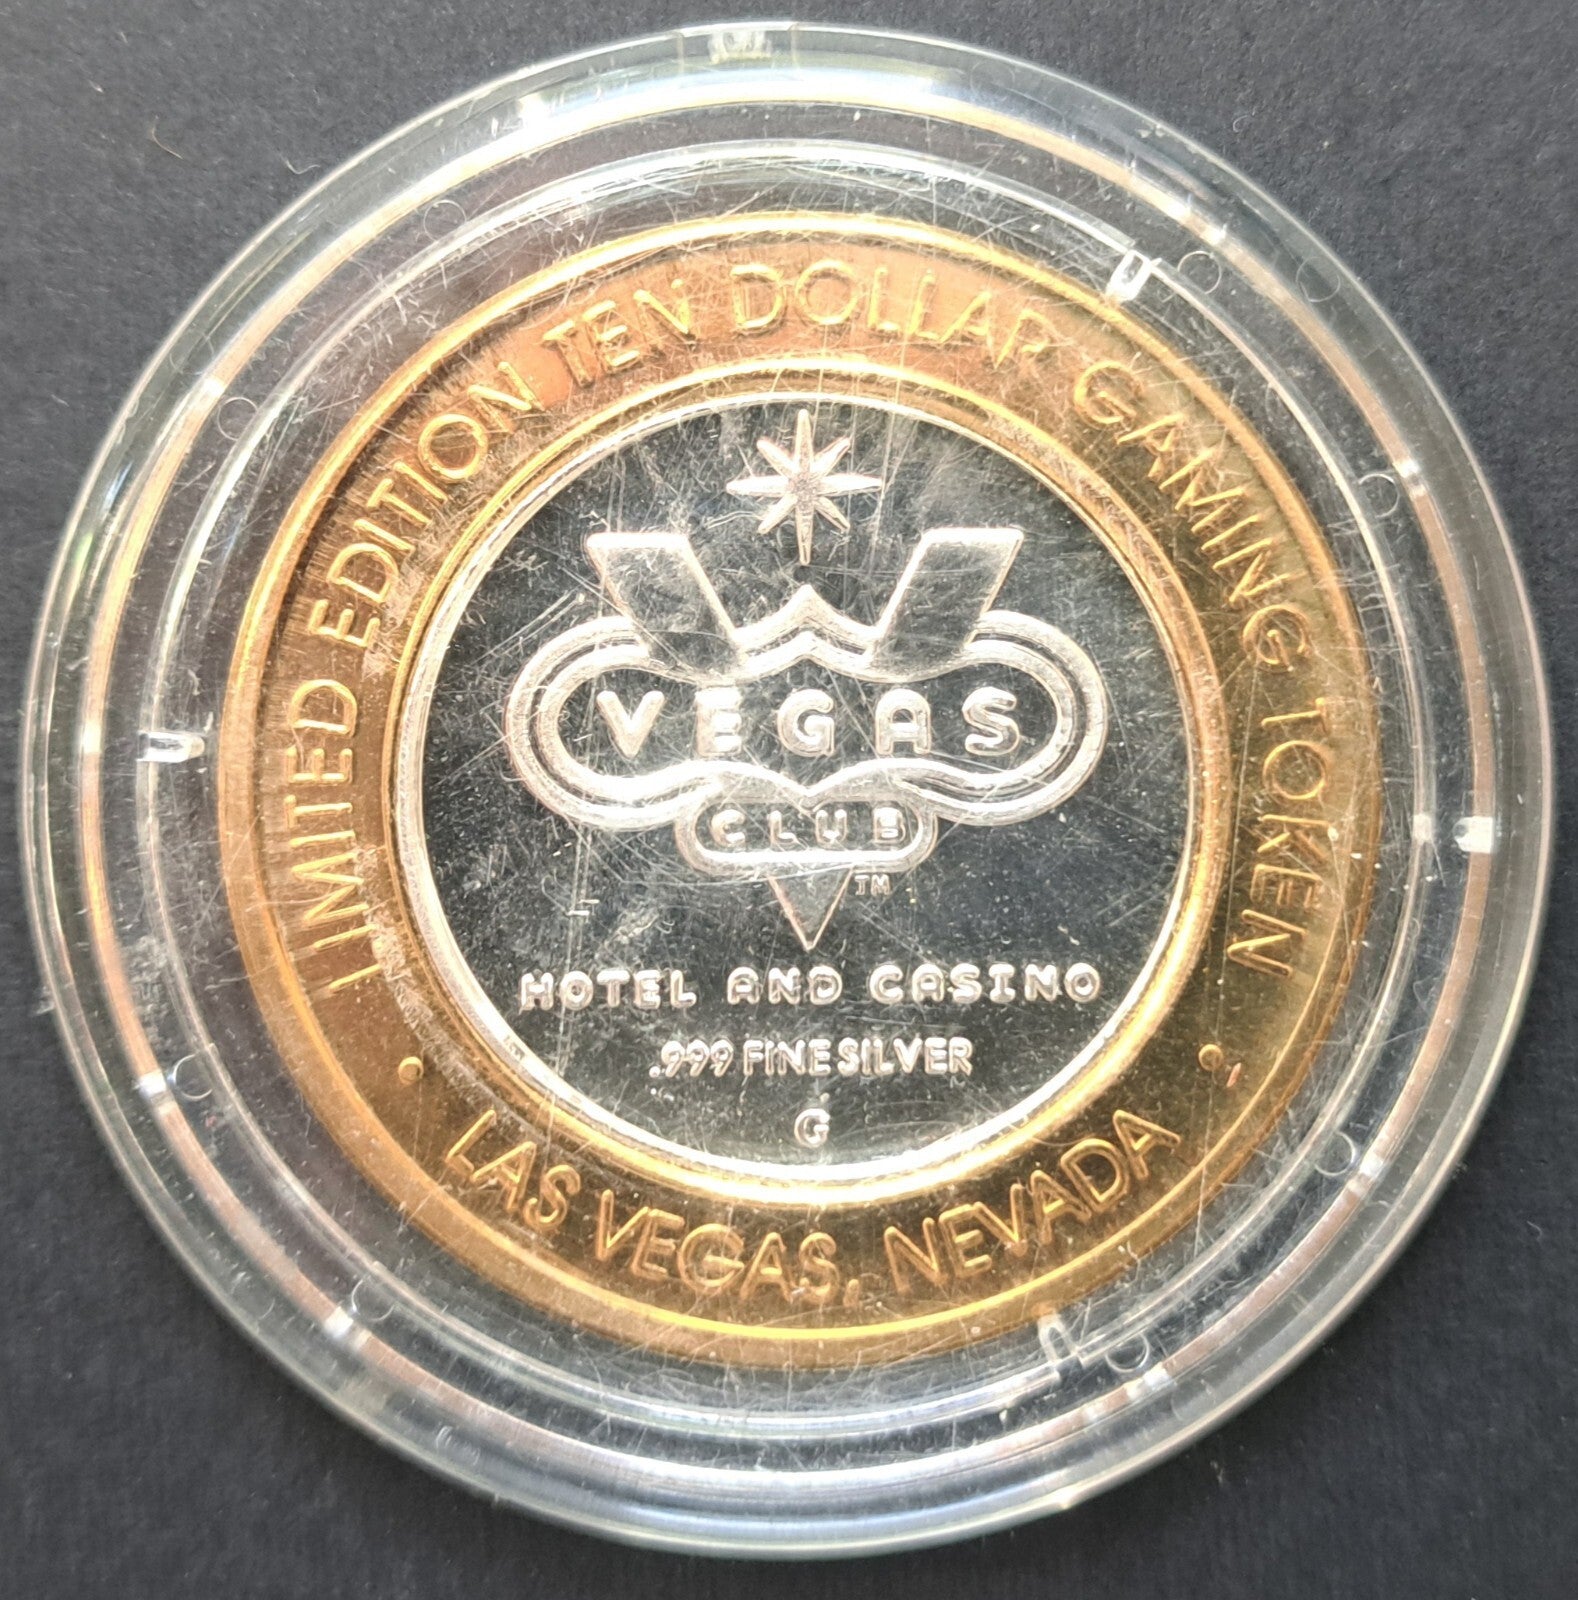 LIMITED EDITION TEN DOLLAR GAMING TOKEN
VEGAS
CLUB
TM
HOTEL AND CASINO
.999 FINE SILVER
G
• LAS VEGAS, NEVADA •